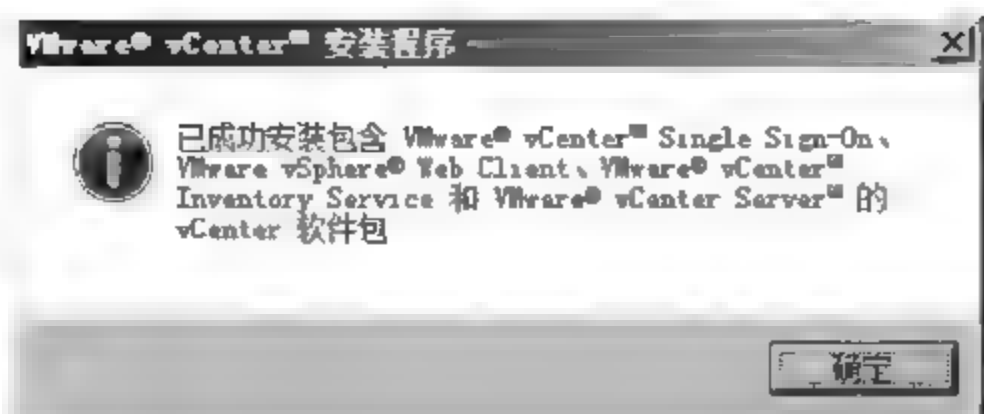 VMware® vCenter™ 安装程序
已成功安装包含 VMware® vCenter™ Single Sign-On、
VMware vSphere® Web Client、VMware® vCenter™
Inventory Service 和 VMware® vCenter Server™ 的
vCenter 软件包
确定